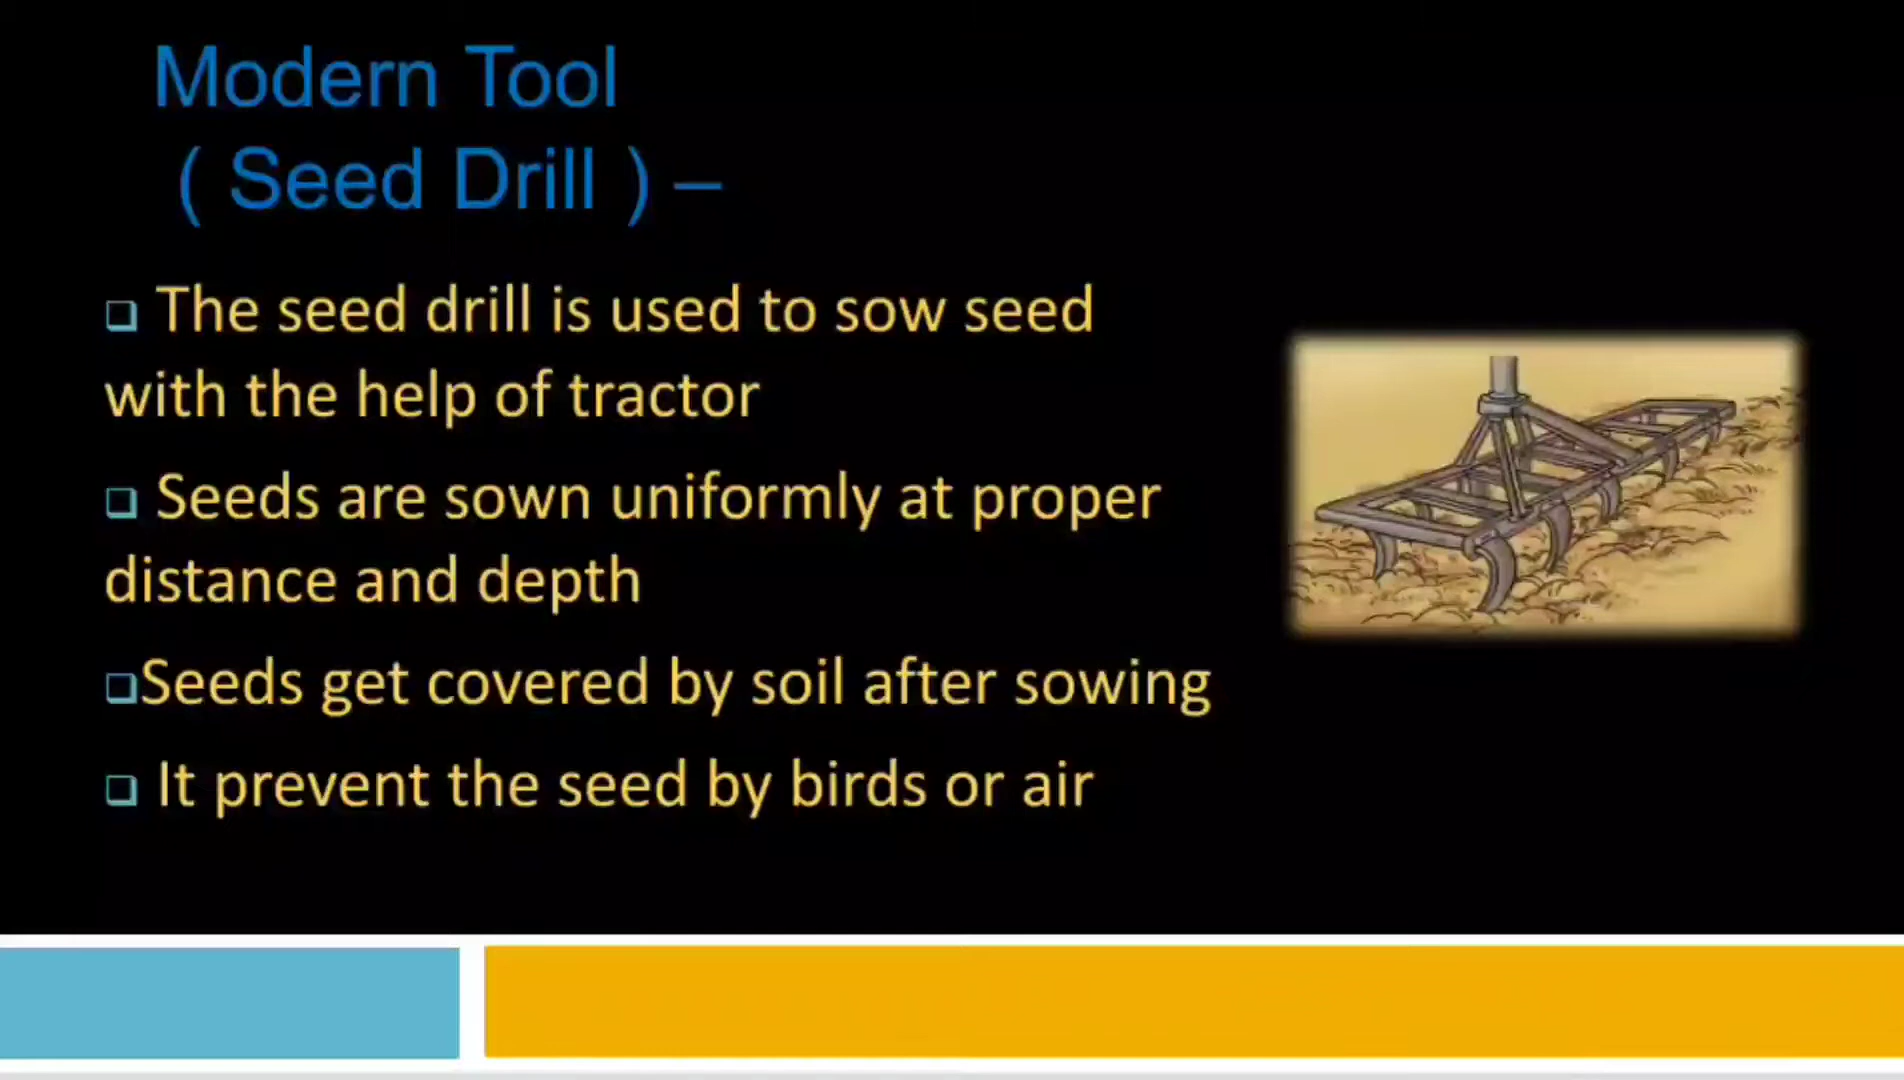 Modern Tool
( Seed Drill ) –
❑ The seed drill is used to sow seed
with the help of tractor
❑ Seeds are sown uniformly at proper
distance and depth
❑Seeds get covered by soil after sowing
❑ It prevent the seed by birds or air